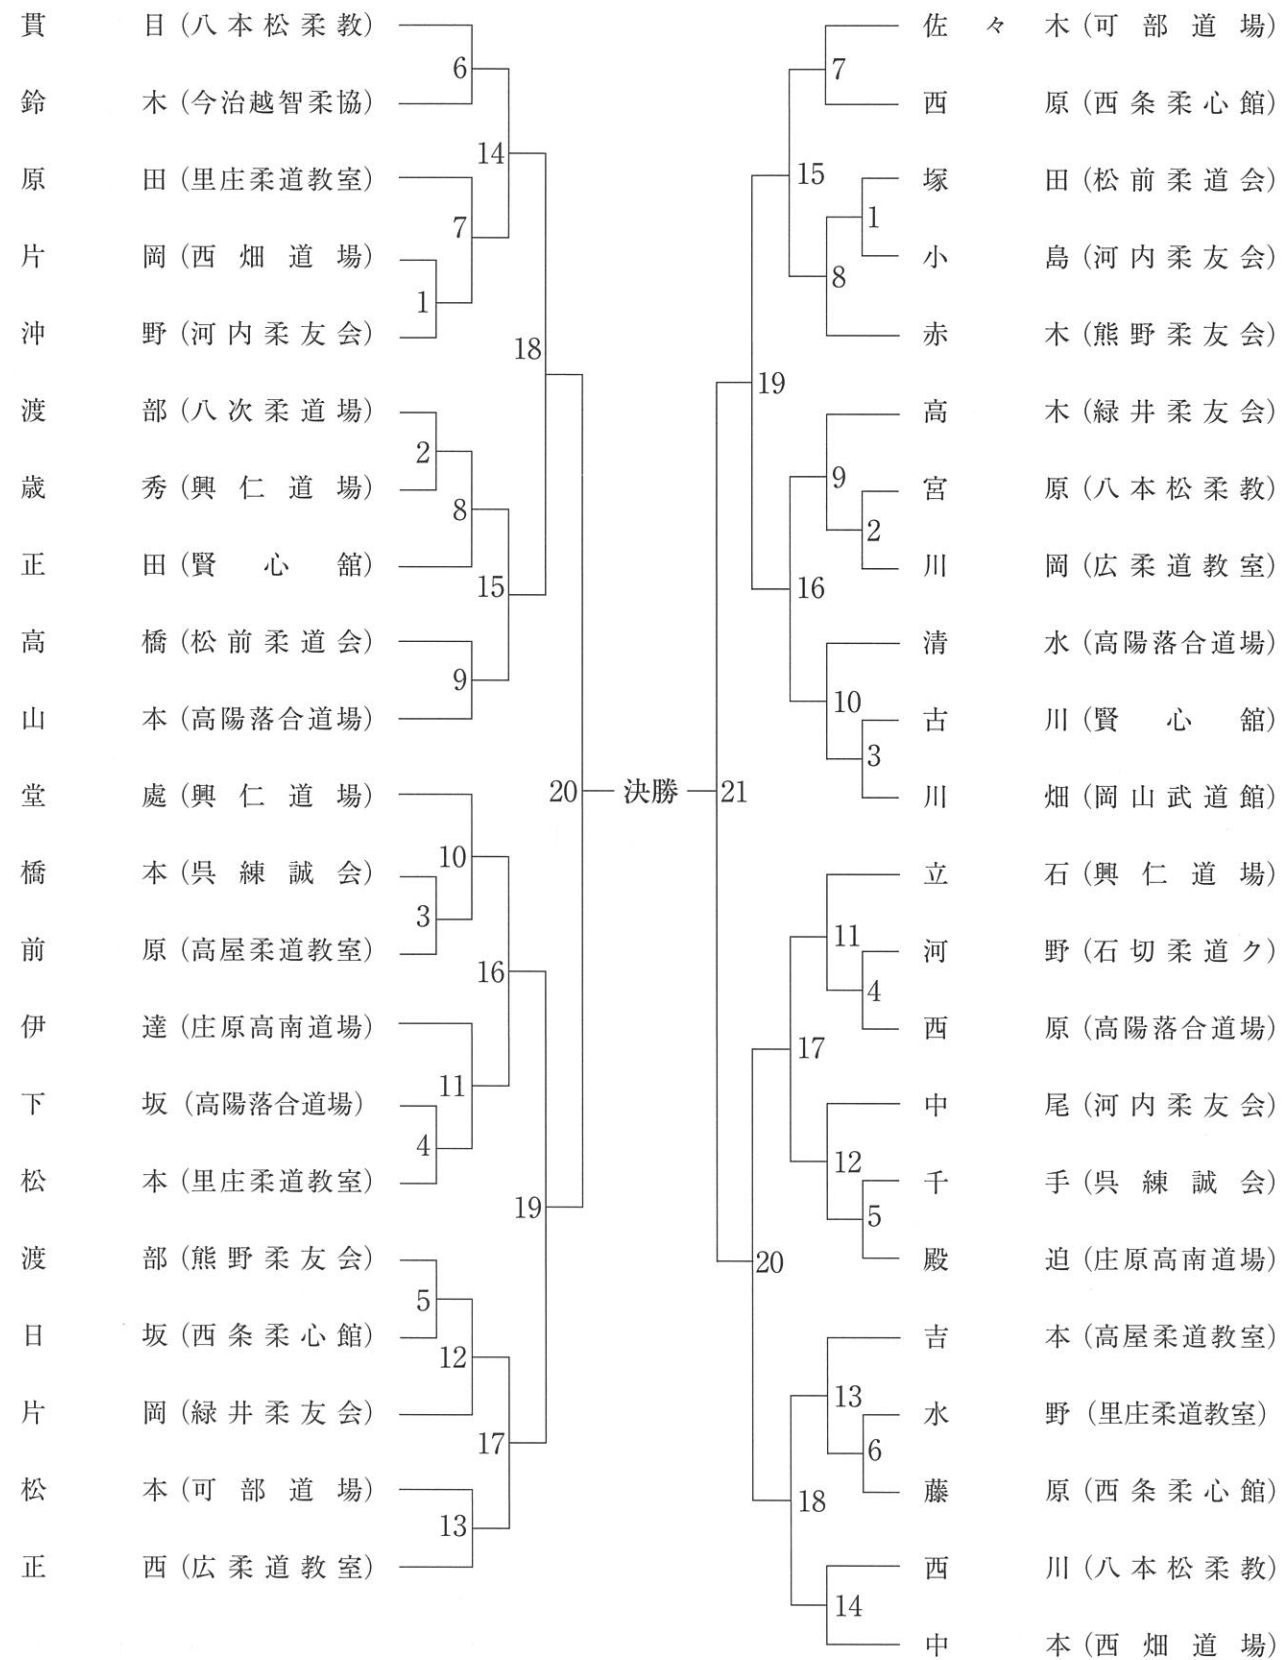 貫目(八本松柔教)
6
鈴木(今治越智柔協)
14
原田(里庄柔道教室)
7
片岡(西畑道場)
1
沖野(河内柔友会)
18
渡部(八次柔道場)
2
歳秀(興仁道場)
8
正田(賢心舘)
15
高橋(松前柔道会)
9
山本(高陽落合道場)
20
堂處(興仁道場)
10
橋本(呉練誠会)
3
前原(高屋柔道教室)
16
伊達(庄原高南道場)
11
下坂(高陽落合道場)
4
松本(里庄柔道教室)
19
渡部(熊野柔友会)
5
日坂(西条柔心館)
12
片岡(緑井柔友会)
17
松本(可部道場)
13
正西(広柔道教室)
決勝
佐々木(可部道場)
7
西原(西条柔心館)
15
塚田(松前柔道会)
1
小島(河内柔友会)
8
赤木(熊野柔友会)
19
高木(緑井柔友会)
9
宮原(八本松柔教)
2
川岡(広柔道教室)
16
清水(高陽落合道場)
10
古川(賢心舘)
3
川畑(岡山武道館)
21
立石(興仁道場)
11
河野(石切柔道ク)
4
西原(高陽落合道場)
17
中尾(河内柔友会)
12
千手(呉練誠会)
5
殿迫(庄原高南道場)
20
吉本(高屋柔道教室)
13
水野(里庄柔道教室)
6
藤原(西条柔心館)
18
西川(八本松柔教)
14
中本(西畑道場)